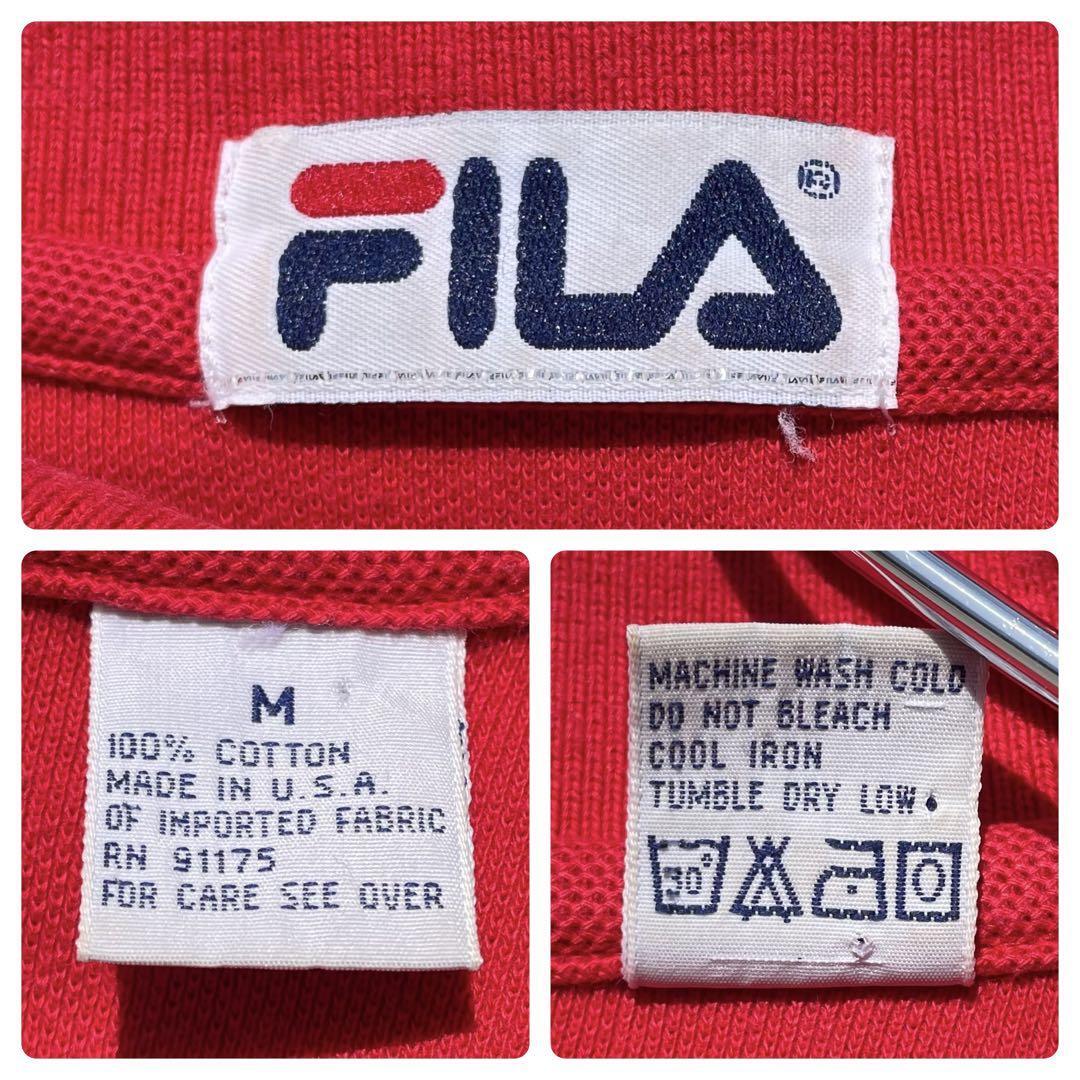 FILA®
M
100% COTTON
MADE IN U.S.A.
OF IMPORTED FABRIC
RN 91175
FOR CARE SEE OVER
MACHINE WASH COLD
DO NOT BLEACH
COOL IRON
TUMBLE DRY LOW
30°